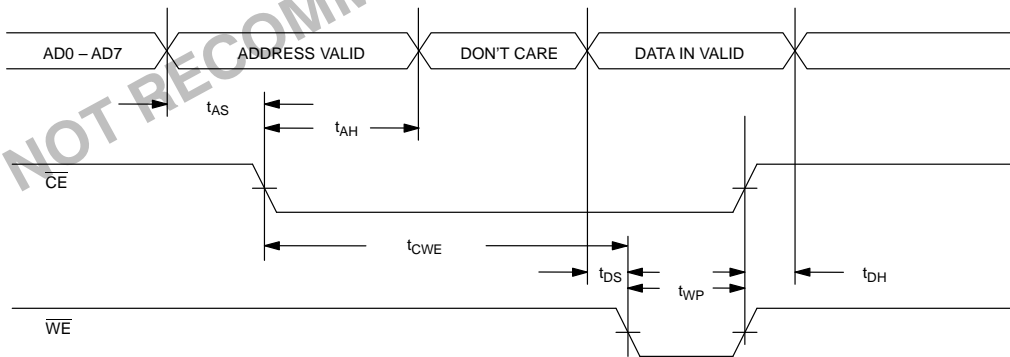 NOT RECOMM
AD0 – AD7 ADDRESS VALID DON'T CARE DATA IN VALID
tAS
tAH
CE
tCWE
tDS tDH
tWP
WE